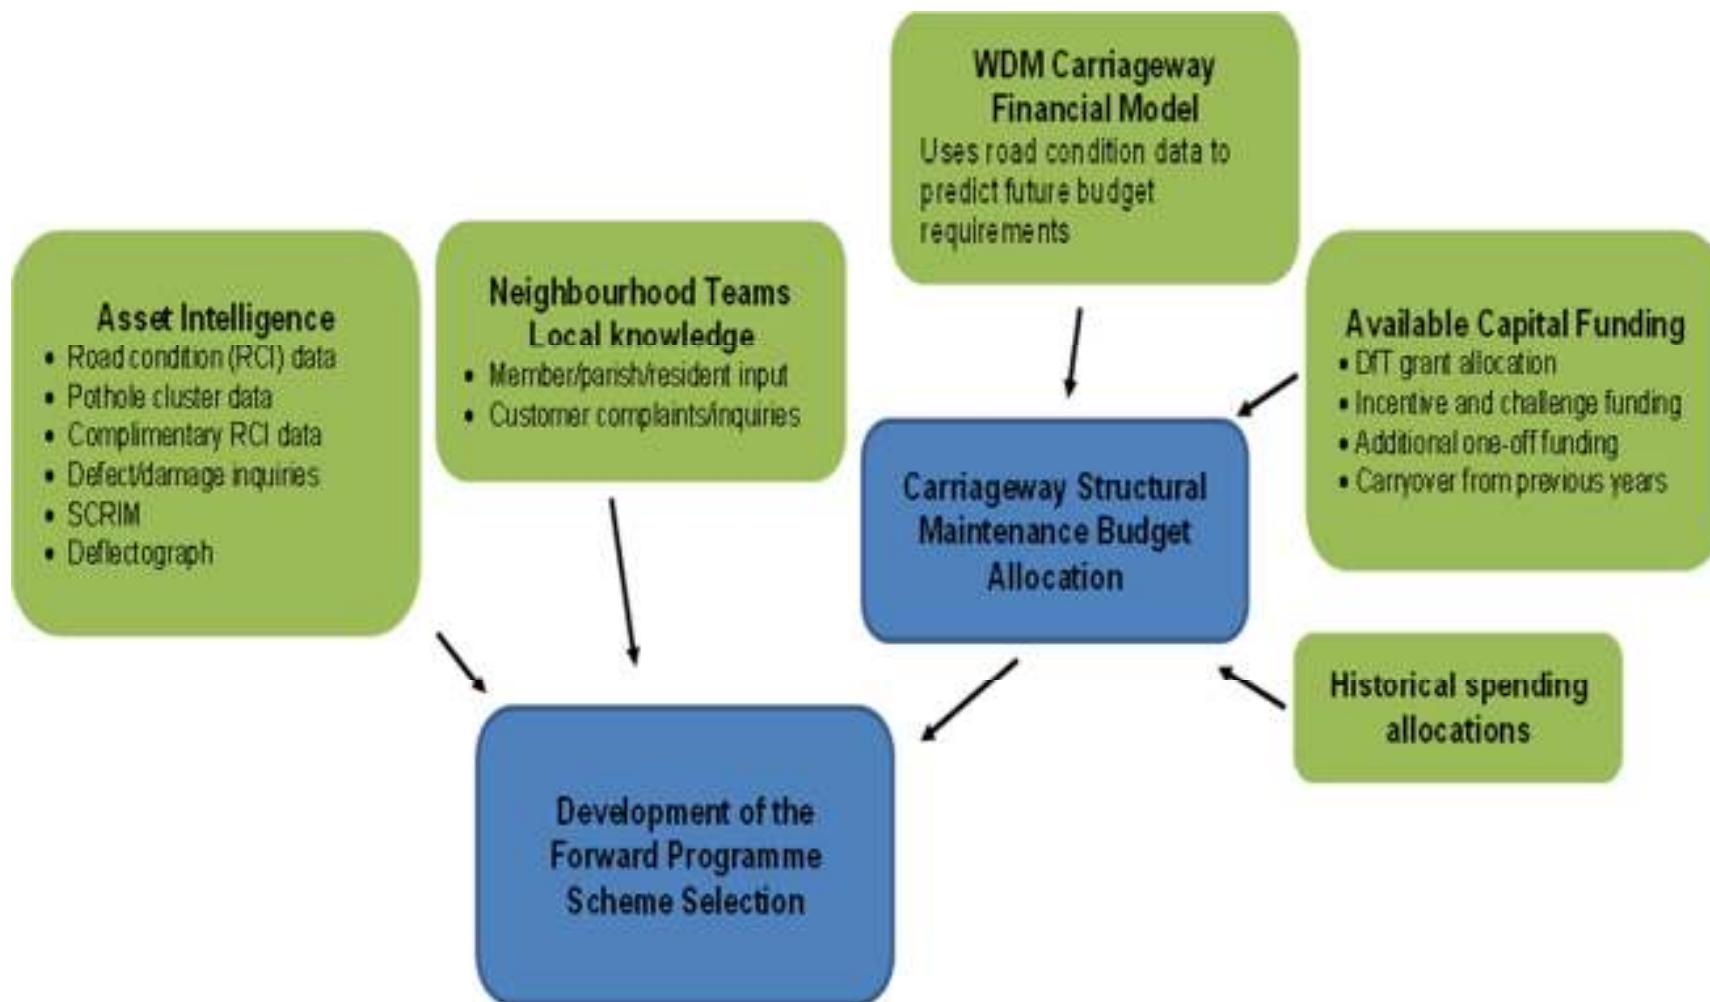 WDM Carriageway
Financial Model
Uses road condition data to
predict future budget
requirements
Asset Intelligence
• Road condition (RCI) data
• Pothole cluster data
• Complimentary RCI data
• Defect/damage inquiries
• SCRIM
• Deflectograph
Neighbourhood Teams
Local knowledge
• Member/parish/resident input
• Customer complaints/inquiries
Available Capital Funding
• DfT grant allocation
• Incentive and challenge funding
• Additional one-off funding
• Carryover from previous years
Carriageway Structural
Maintenance Budget
Allocation
Historical spending
allocations
Development of the
Forward Programme
Scheme Selection